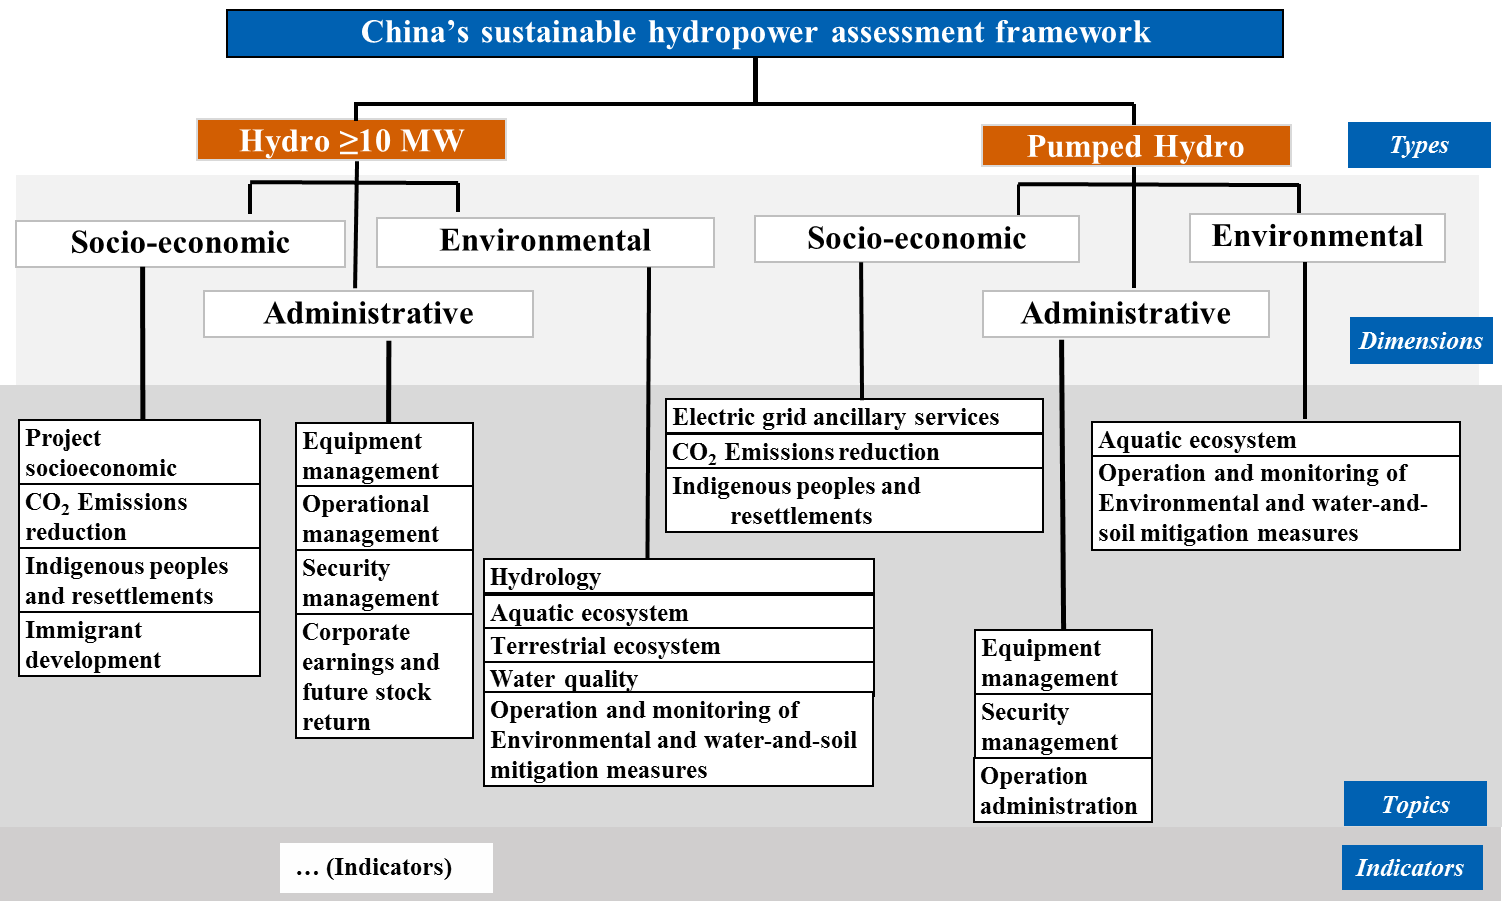 China’s sustainable hydropower assessment framework
Hydro ≥10 MW
Pumped Hydro
Types
Socio-economic
Environmental
Socio-economic
Environmental
Administrative
Administrative
Dimensions
Project
socioeconomic
CO₂ Emissions
reduction
Indigenous peoples
and resettlements
Immigrant
development
Equipment
management
Operational
management
Security
management
Corporate
earnings and
future stock
return
Hydrology
Aquatic ecosystem
Terrestrial ecosystem
Water quality
Operation and monitoring of
Environmental and water-and-soil
mitigation measures
Electric grid ancillary services
CO₂ Emissions reduction
Indigenous peoples and
resettlements
Equipment
management
Security
management
Operation
administration
Aquatic ecosystem
Operation and monitoring of
Environmental and water-and-
soil mitigation measures
Topics
… (Indicators)
Indicators